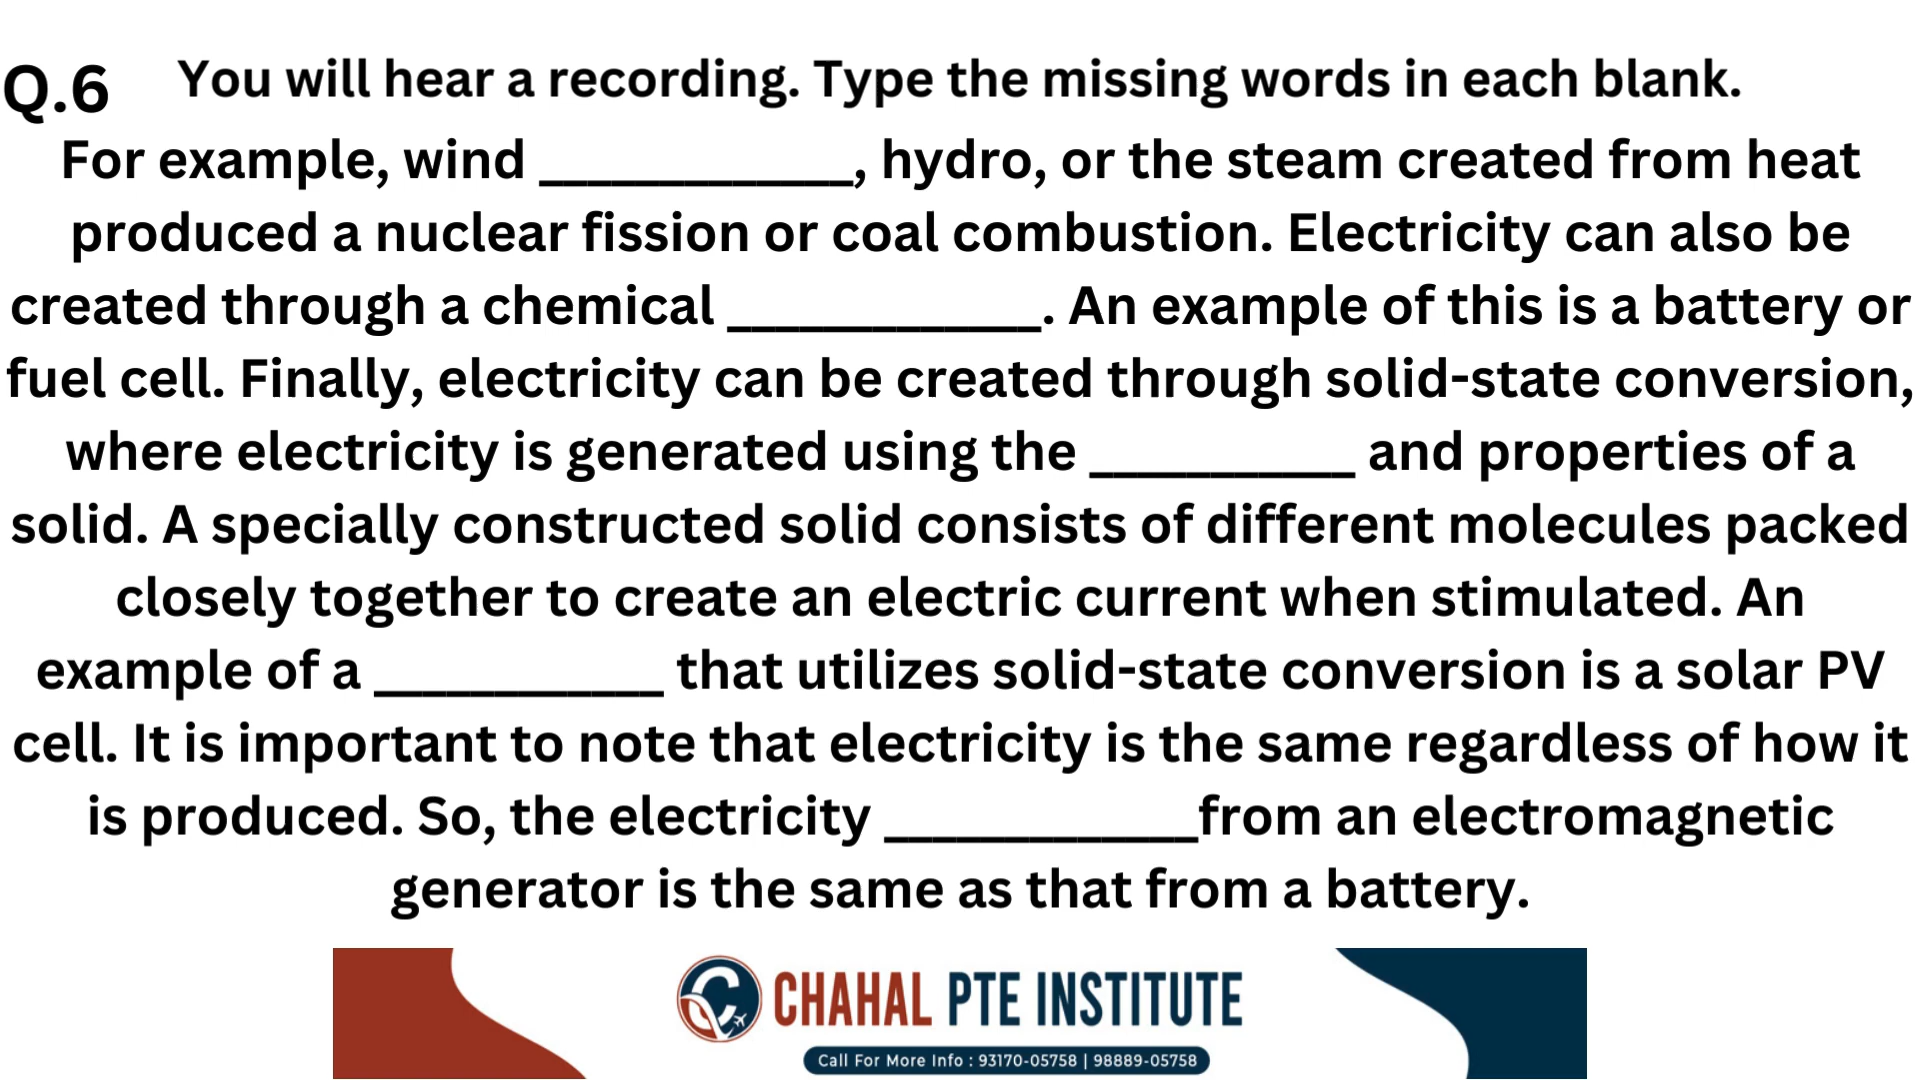 Q.6 You will hear a recording. Type the missing words in each blank.
For example, wind _____________, hydro, or the steam created from heat
produced a nuclear fission or coal combustion. Electricity can also be
created through a chemical _____________. An example of this is a battery or
fuel cell. Finally, electricity can be created through solid-state conversion,
where electricity is generated using the ___________ and properties of a
solid. A specially constructed solid consists of different molecules packed
closely together to create an electric current when stimulated. An
example of a ____________ that utilizes solid-state conversion is a solar PV
cell. It is important to note that electricity is the same regardless of how it
is produced. So, the electricity _____________from an electromagnetic
generator is the same as that from a battery.
CHAHAL PTE INSTITUTE
Call For More Info : 93170-05758 | 98889-05758